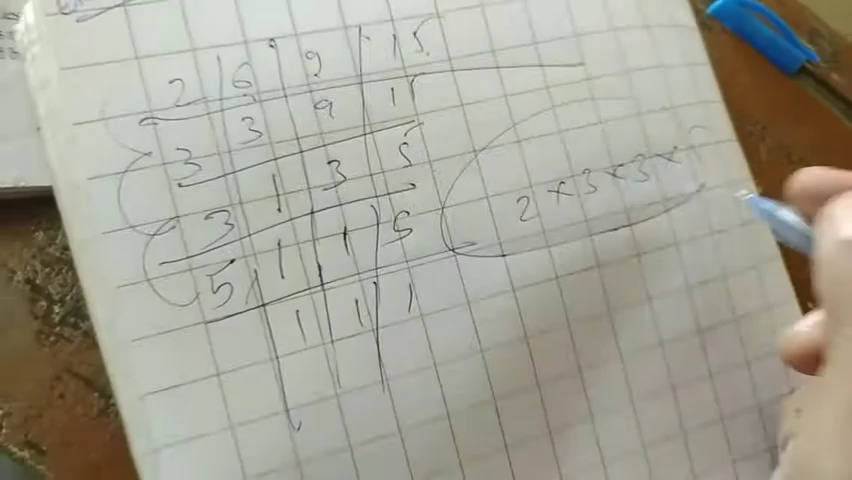 2 6 9 15
3 9 15
3 1 3 5
3 1 1 5
5 1 1 1
2 x 3 x 3 x